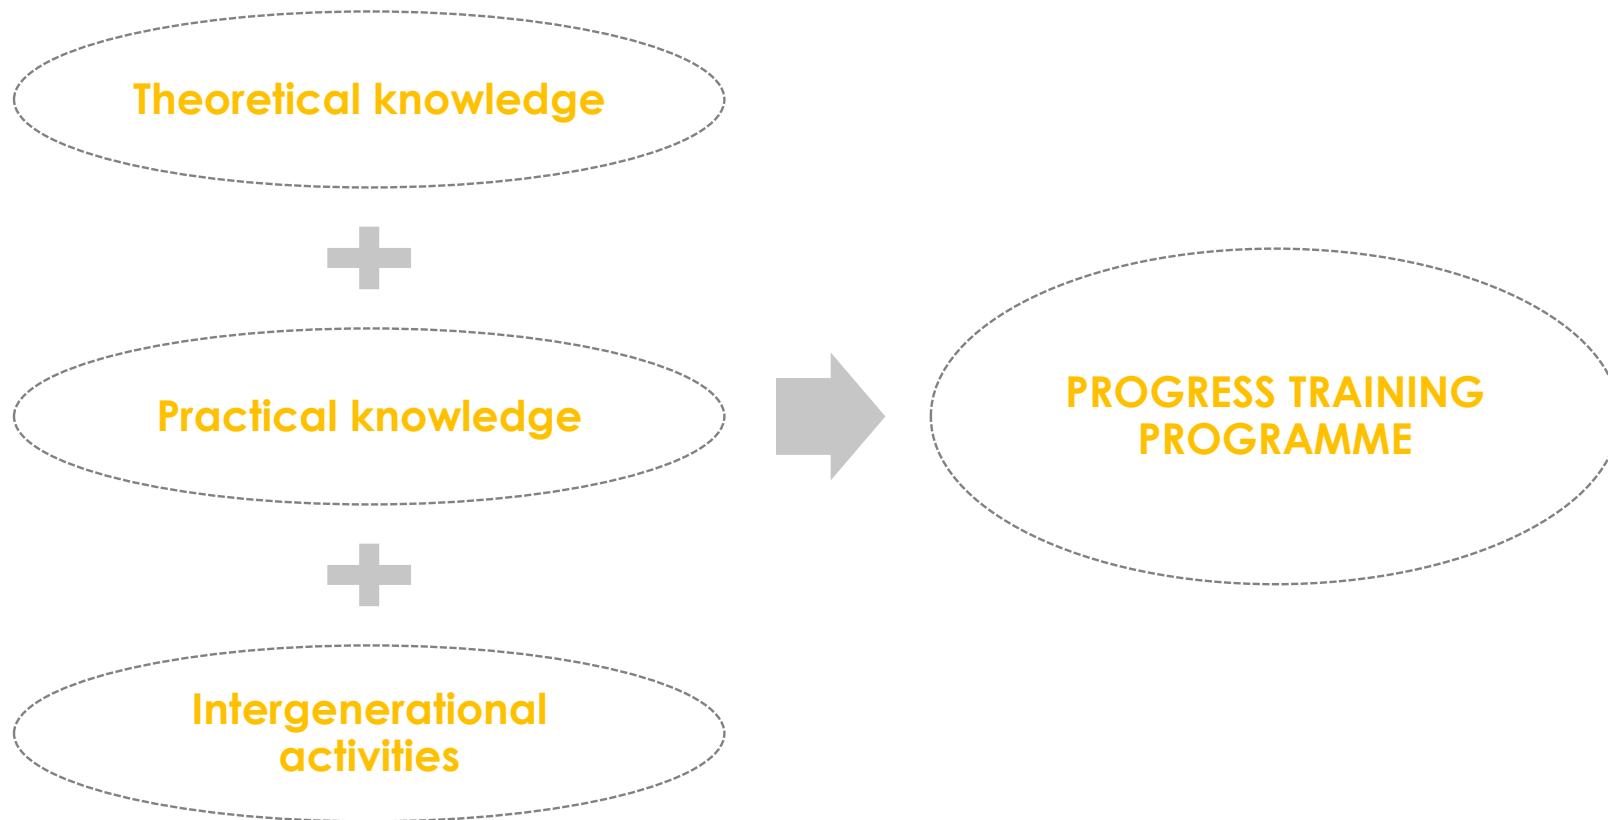 Theoretical knowledge
Practical knowledge
Intergenerational
activities
PROGRESS TRAINING
PROGRAMME